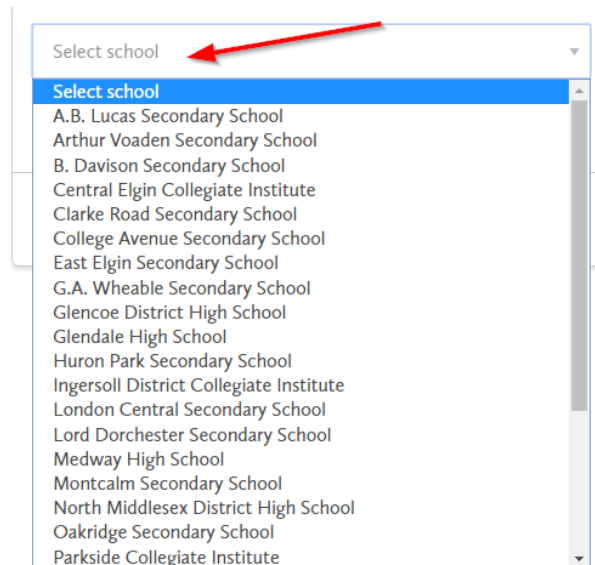 Select school
Select school
A.B. Lucas Secondary School
Arthur Voaden Secondary School
B. Davison Secondary School
Central Elgin Collegiate Institute
Clarke Road Secondary School
College Avenue Secondary School
East Elgin Secondary School
G.A. Wheable Secondary School
Glencoe District High School
Glendale High School
Huron Park Secondary School
Ingersoll District Collegiate Institute
London Central Secondary School
Lord Dorchester Secondary School
Medway High School
Montcalm Secondary School
North Middlesex District High School
Oakridge Secondary School
Parkside Collegiate Institute